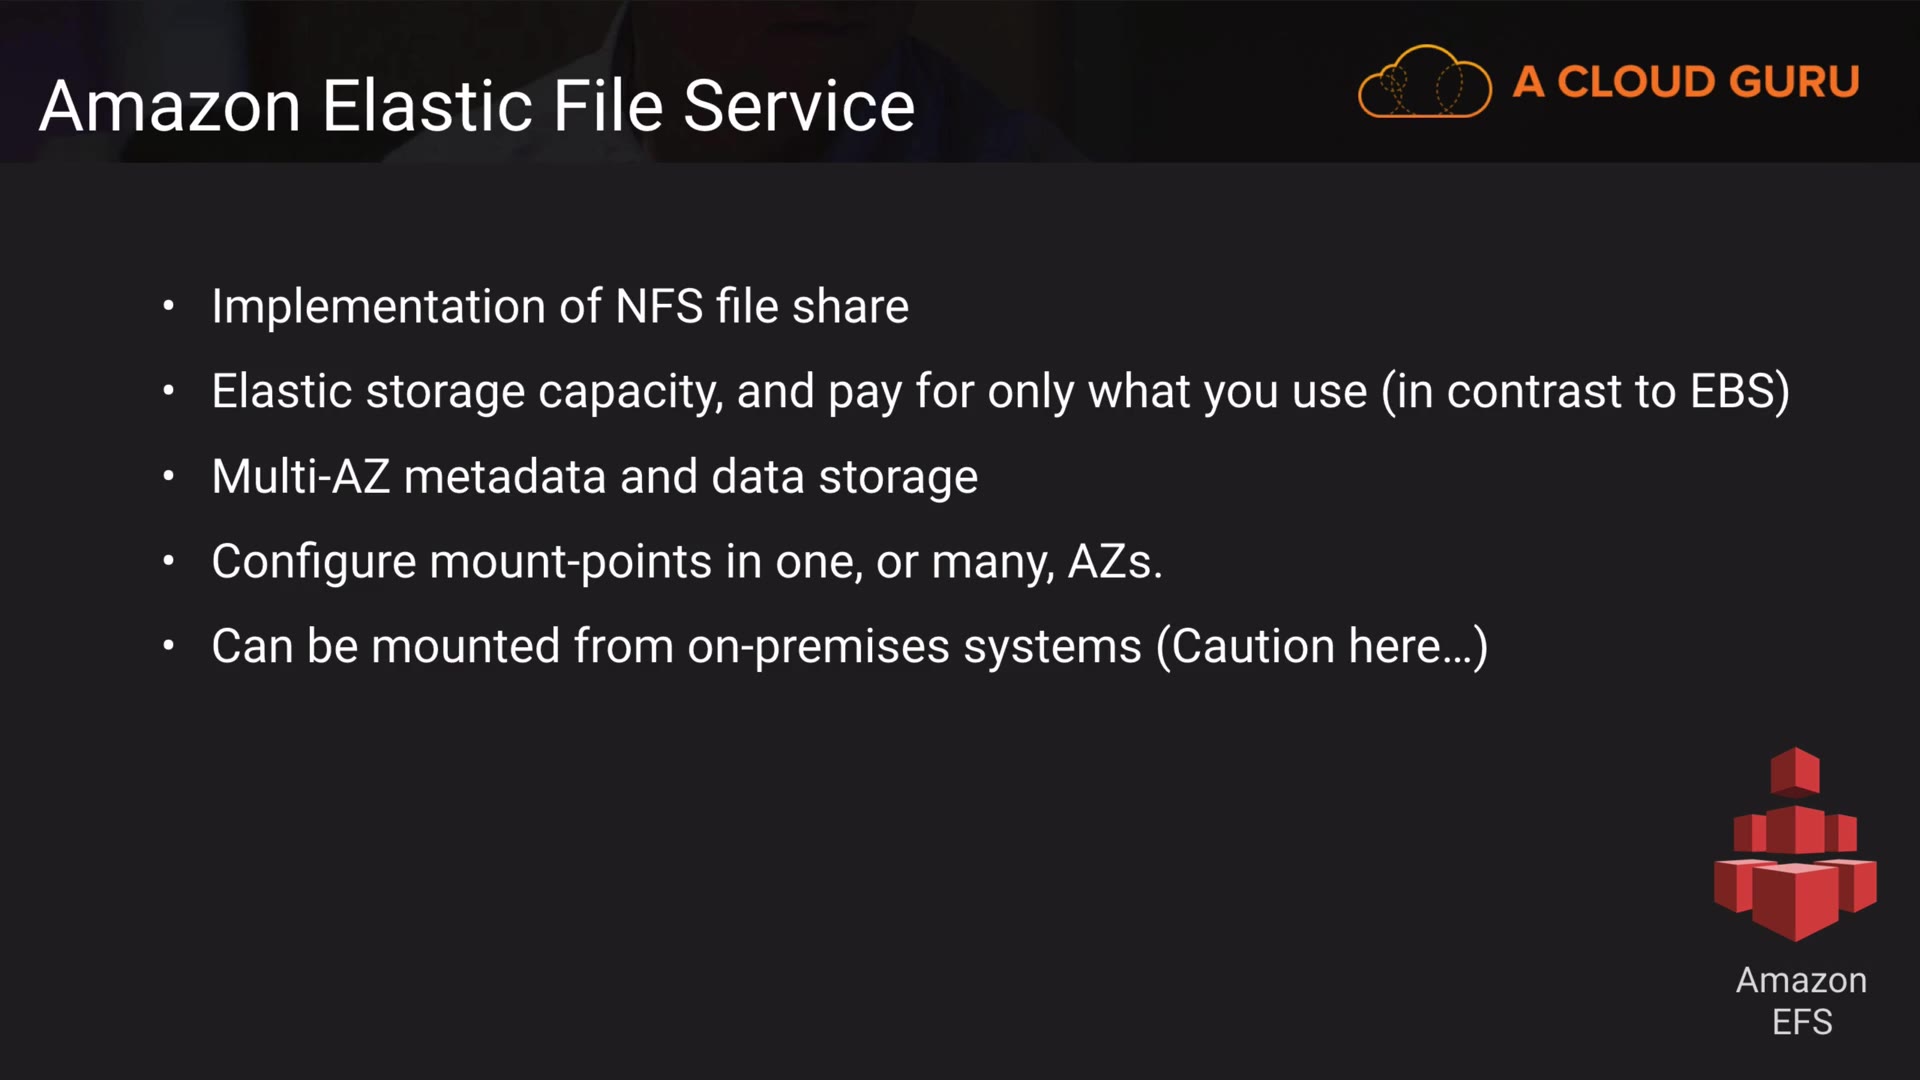 Amazon Elastic File Service
A CLOUD GURU
• Implementation of NFS file share
• Elastic storage capacity, and pay for only what you use (in contrast to EBS)
• Multi-AZ metadata and data storage
• Configure mount-points in one, or many, AZs.
• Can be mounted from on-premises systems (Caution here...)
Amazon
EFS